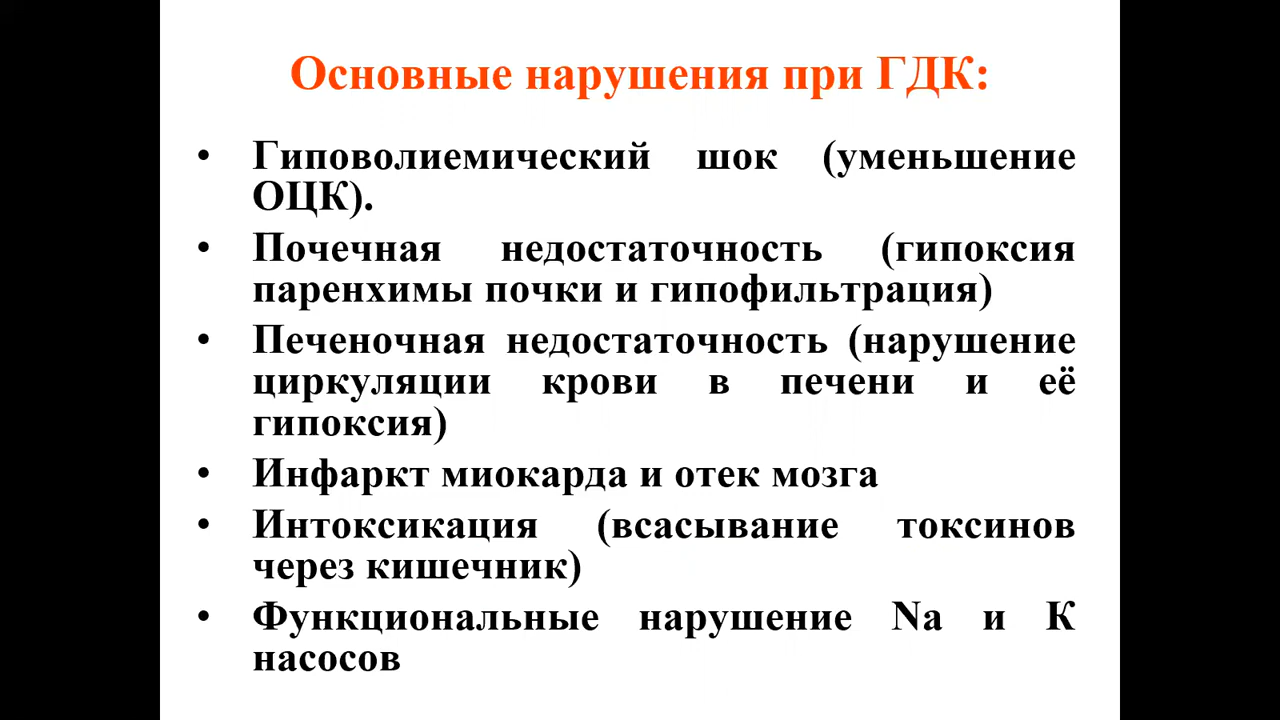 Основные нарушения при ГДК:
• Гиповолиемический шок (уменьшение
ОЦК).
• Почечная недостаточность (гипоксия
паренхимы почки и гипофильтрация)
• Печеночная недостаточность (нарушение
циркуляции крови в печени и её
гипоксия)
• Инфаркт миокарда и отек мозга
• Интоксикация (всасывание токсинов
через кишечник)
• Функциональные нарушение Na и К
насосов